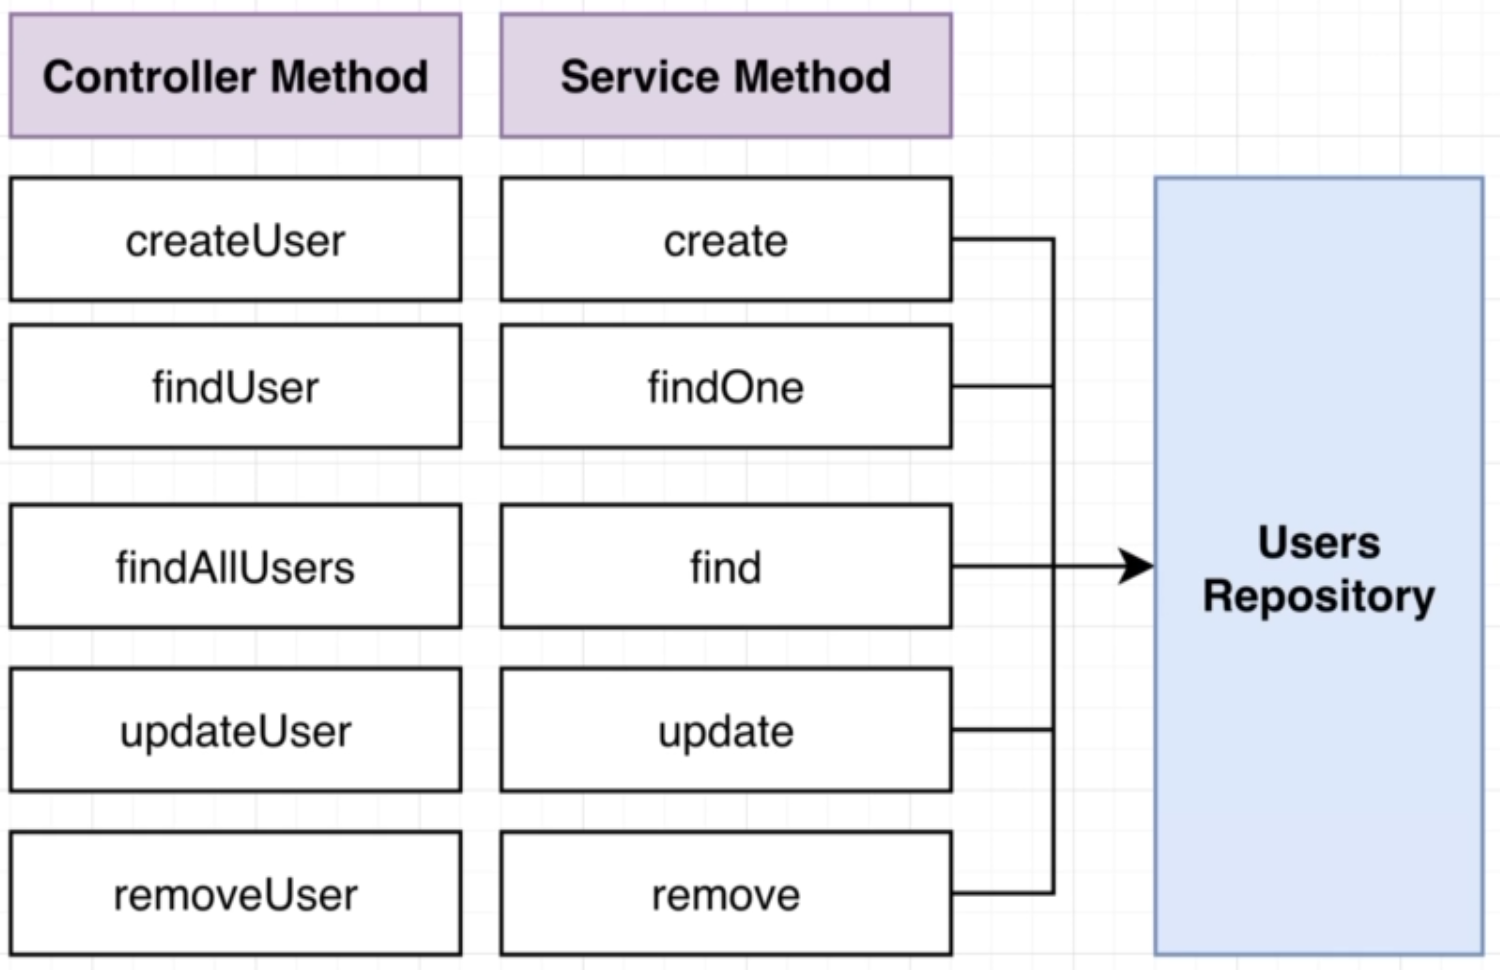 Controller Method
Service Method
createUser
create
findUser
findOne
findAllUsers
find
updateUser
update
removeUser
remove
Users
Repository